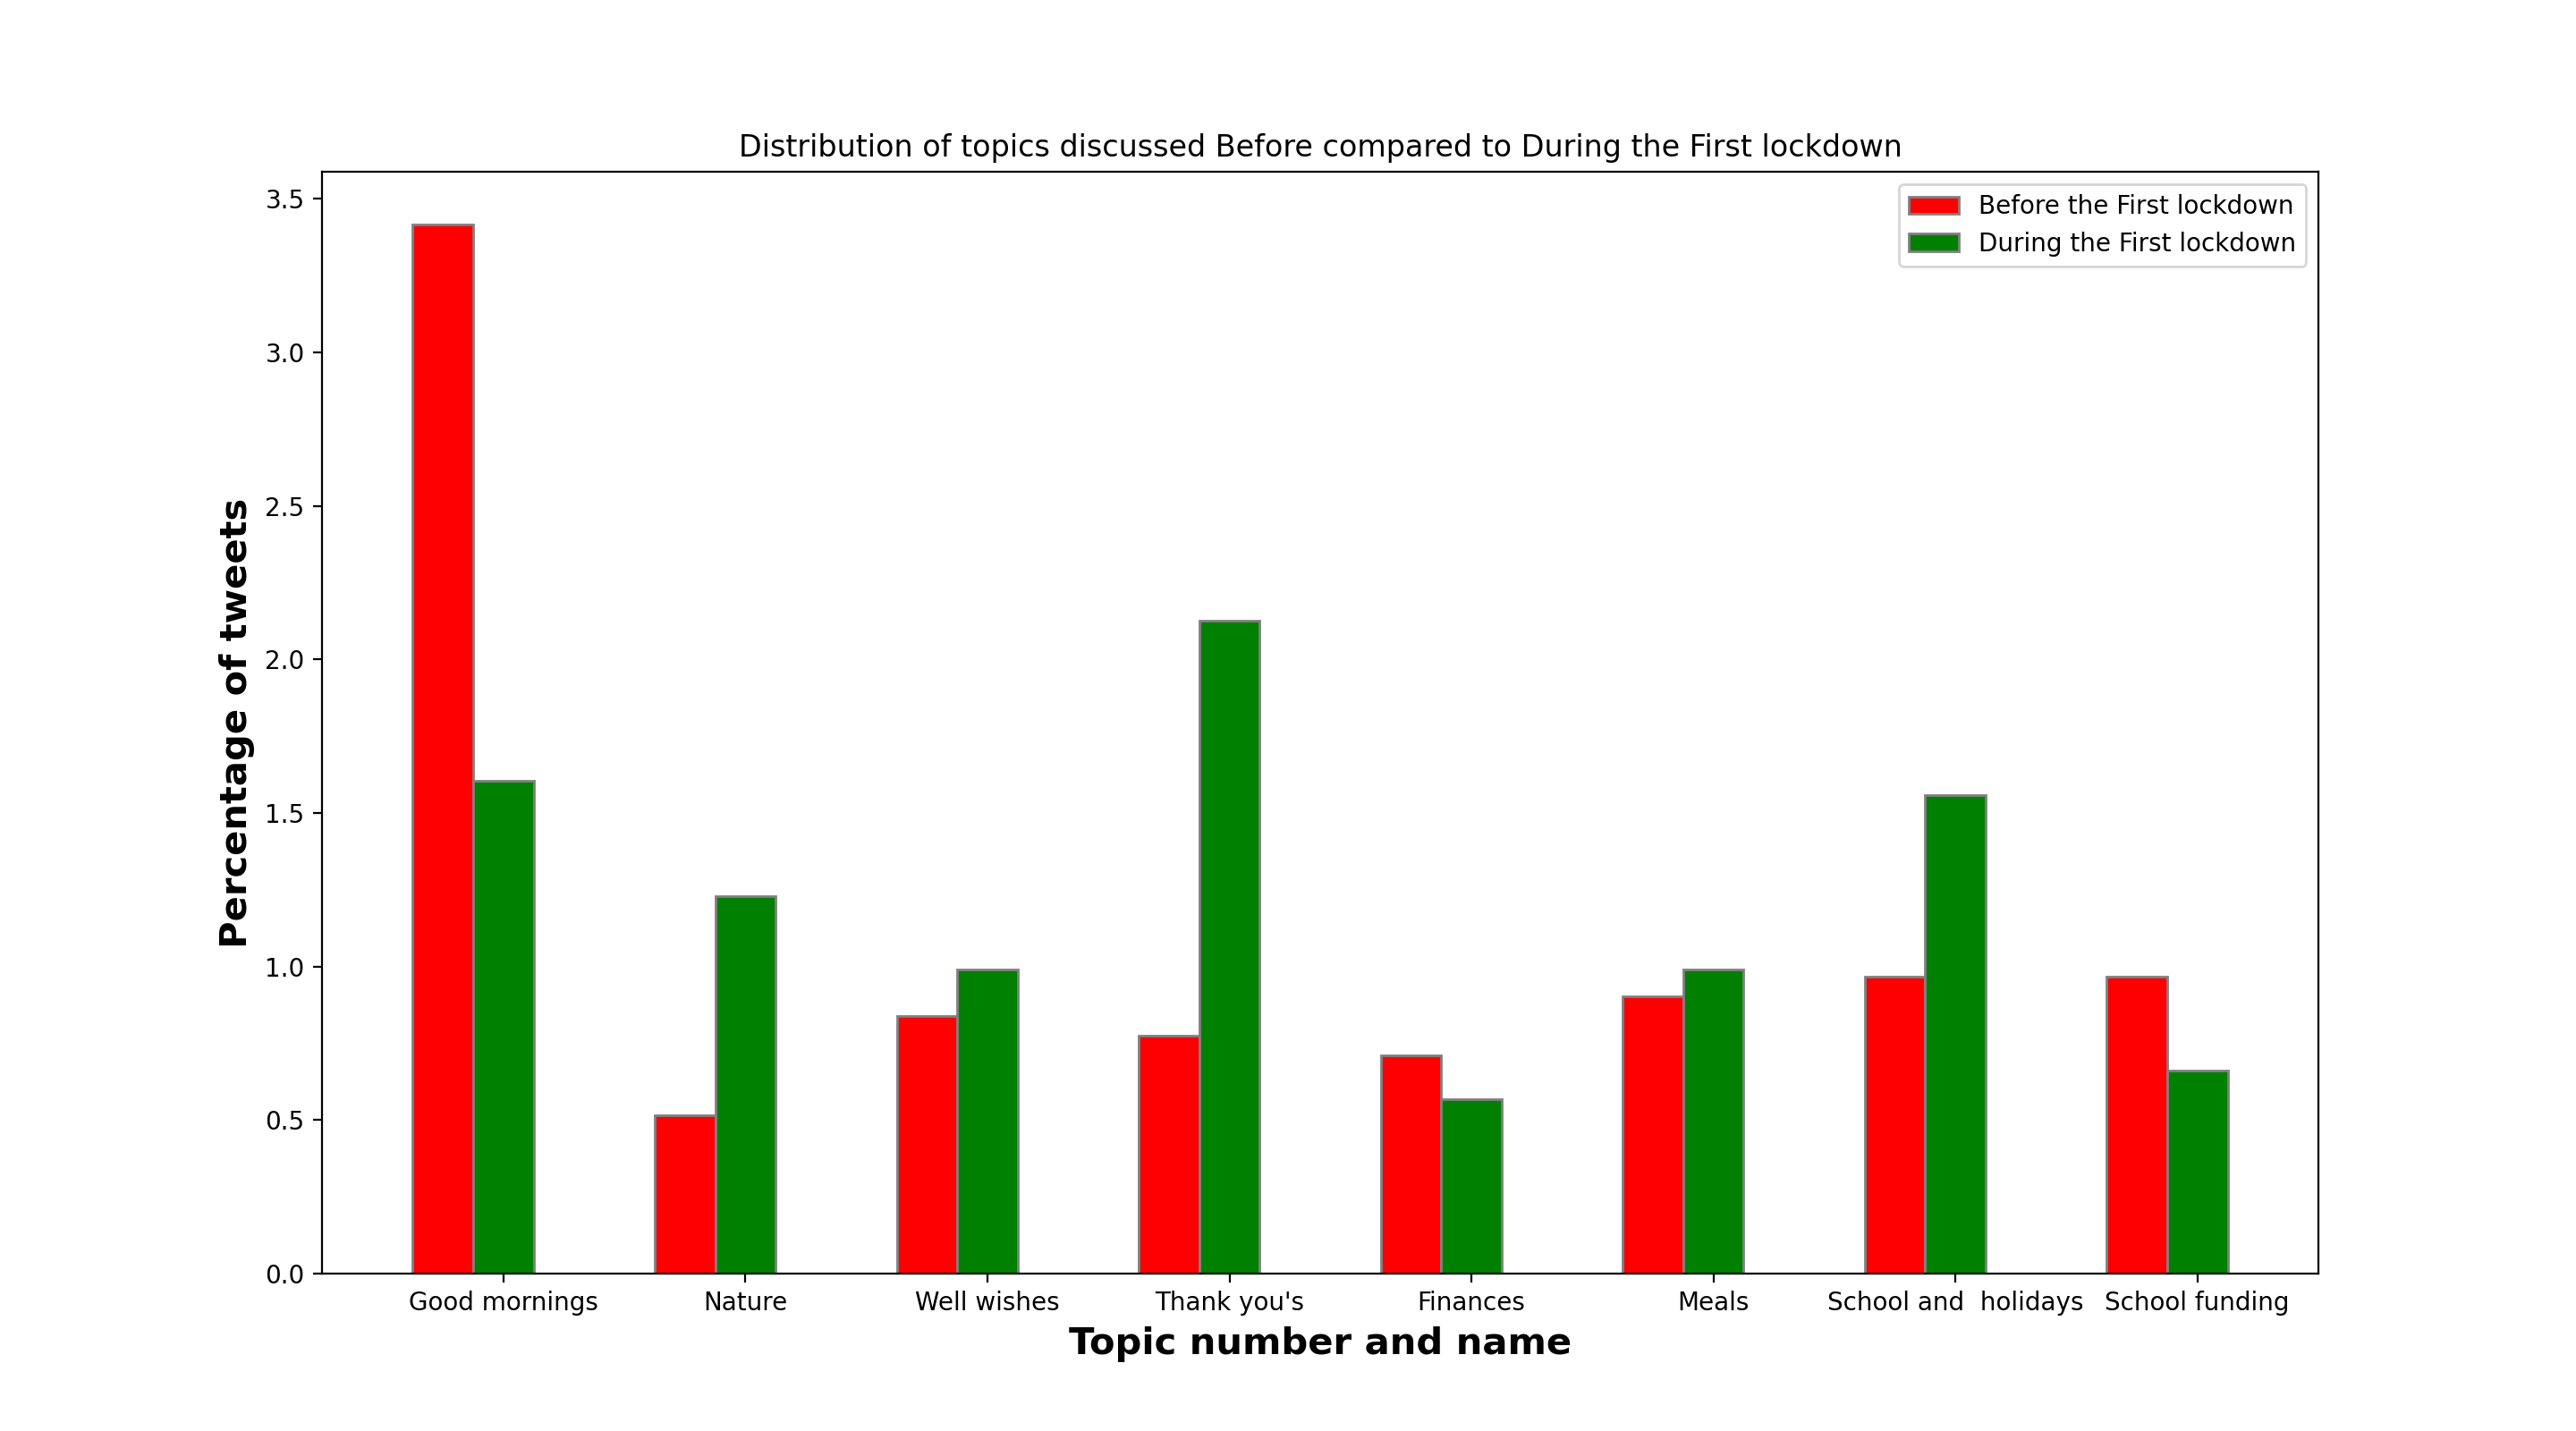 Distribution of topics discussed Before compared to During the First lockdown
Before the First lockdown
During the First lockdown
Percentage of tweets
3.5
3.0
2.5
2.0
1.5
1.0
0.5
0.0
Good mornings
Nature
Well wishes
Thank you's
Finances
Meals
School and  holidays
School funding
Topic number and name